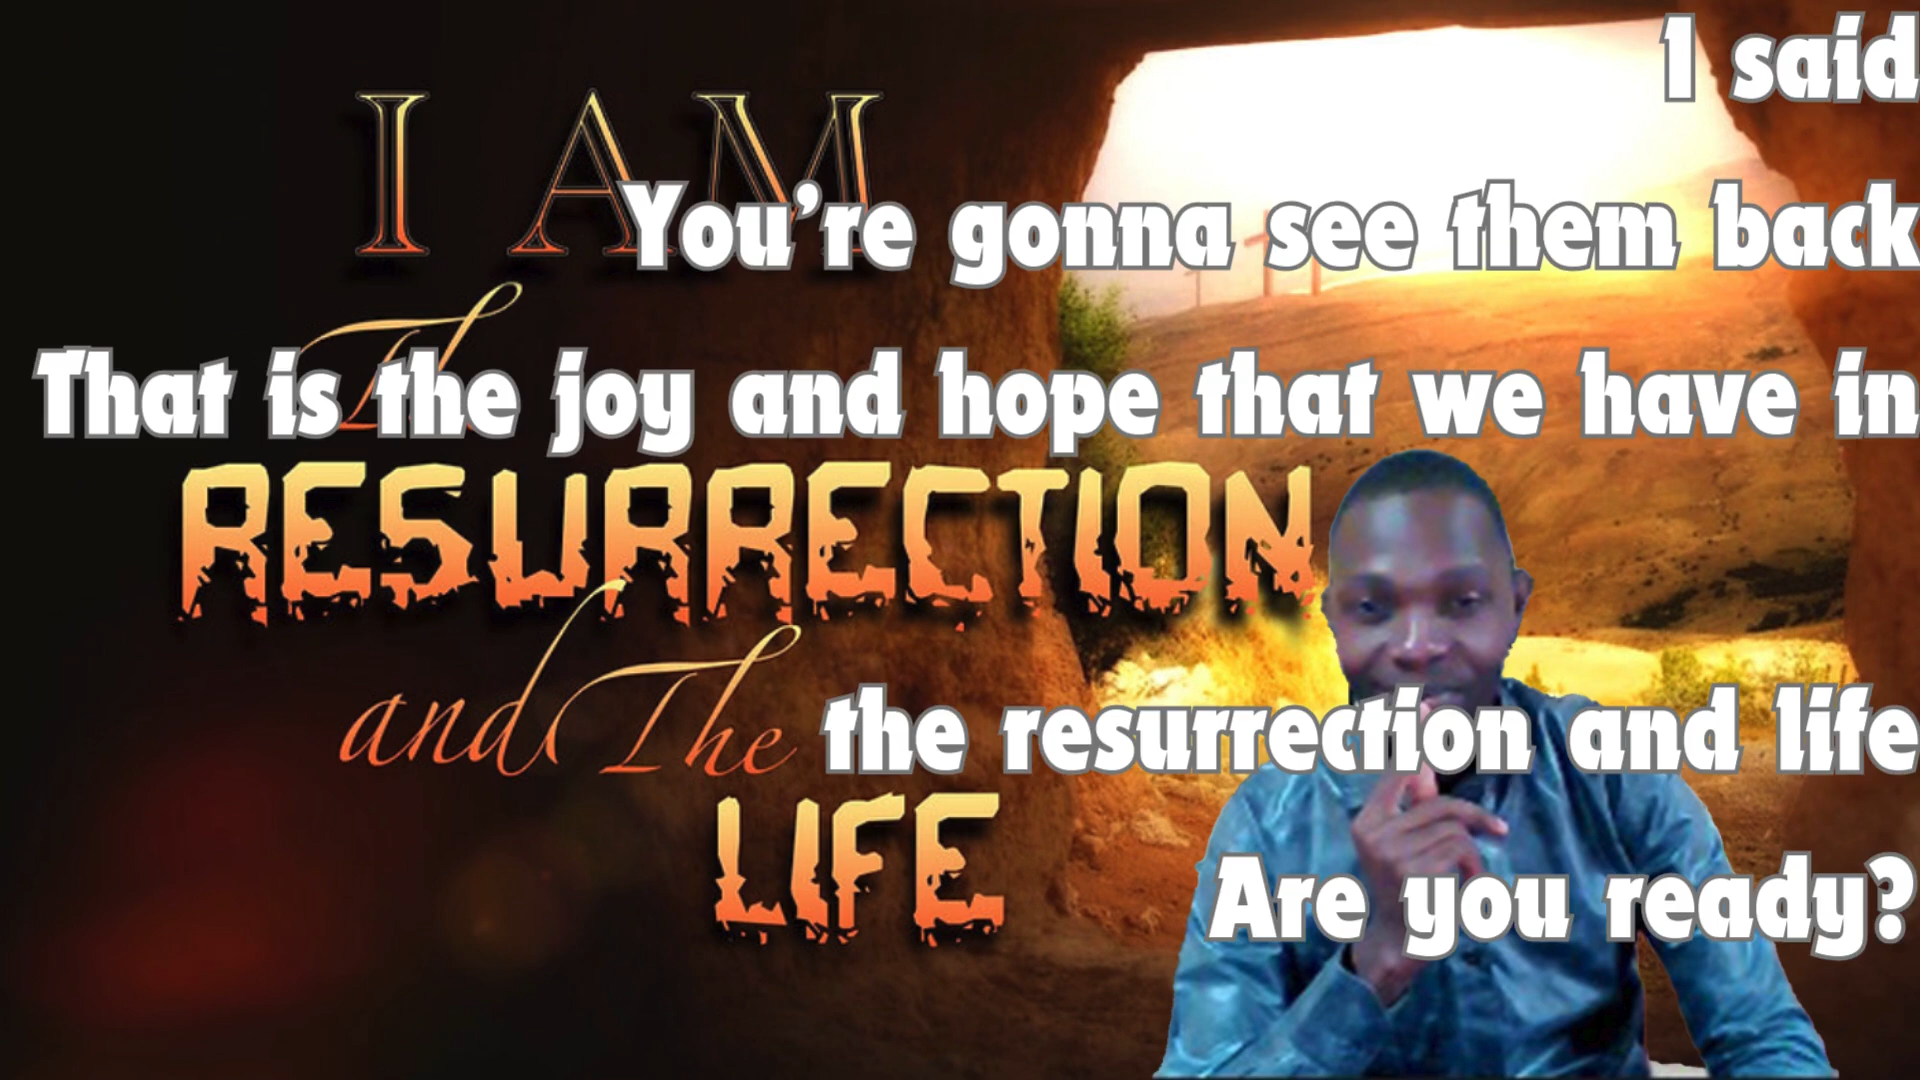 I said
I AM
You're gonna see them back
The
That is the joy and hope that we have in
RESURRECTION
and The
the resurrection and life
LIFE
Are you ready?